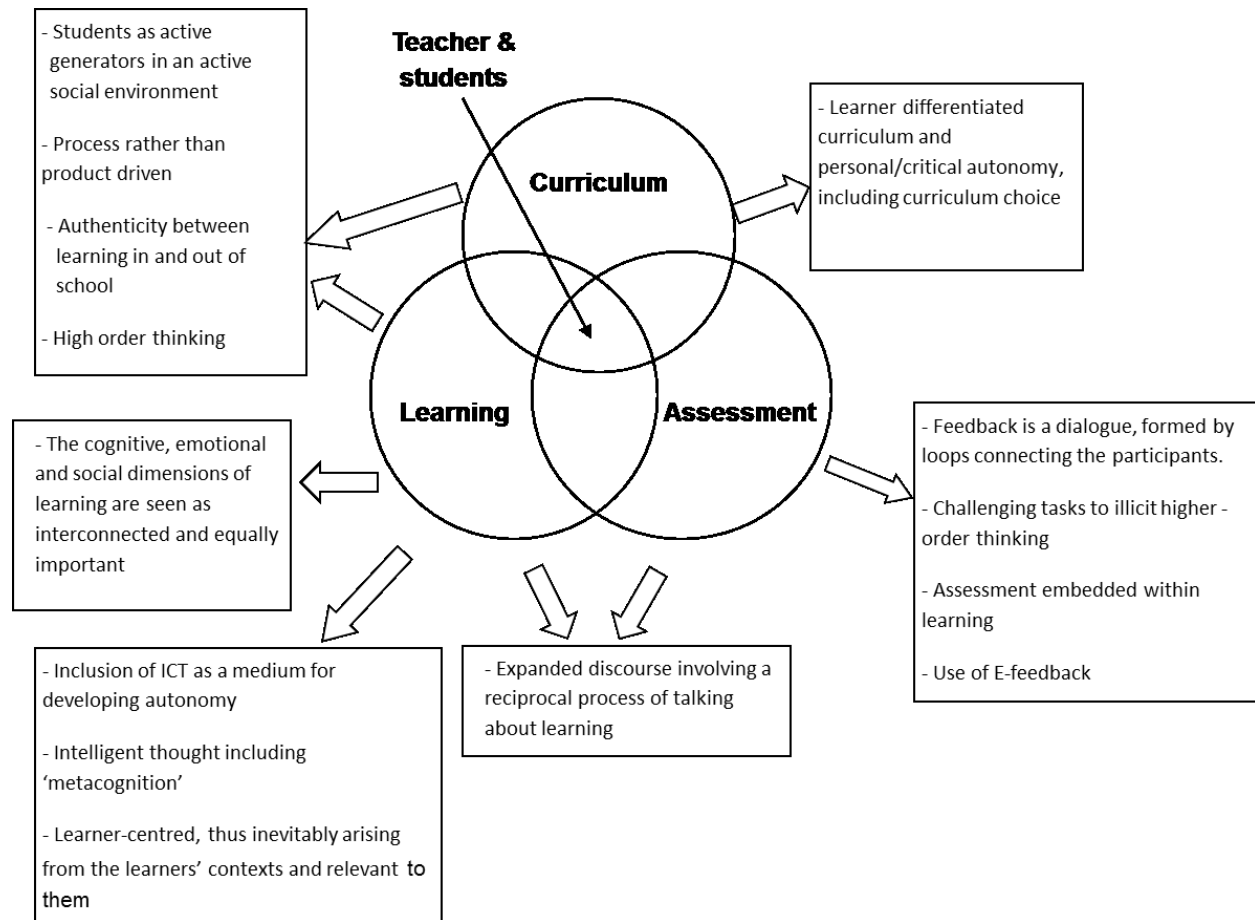 - Students as active
generators in an active
social environment
- Process rather than
product driven
- Authenticity between
learning in and out of
school
- High order thinking
Teacher &
students
Curriculum
- Learner differentiated
curriculum and
personal/critical autonomy,
including curriculum choice
Learning
Assessment
- The cognitive, emotional
and social dimensions of
learning are seen as
interconnected and equally
important
- Feedback is a dialogue, formed by
loops connecting the participants.
- Challenging tasks to illicit higher -
order thinking
- Assessment embedded within
learning
- Use of E-feedback
- Inclusion of ICT as a medium for
developing autonomy
- Intelligent thought including
‘metacognition’
- Learner-centred, thus inevitably arising
from the learners’ contexts and relevant to
them
- Expanded discourse involving a
reciprocal process of talking
about learning